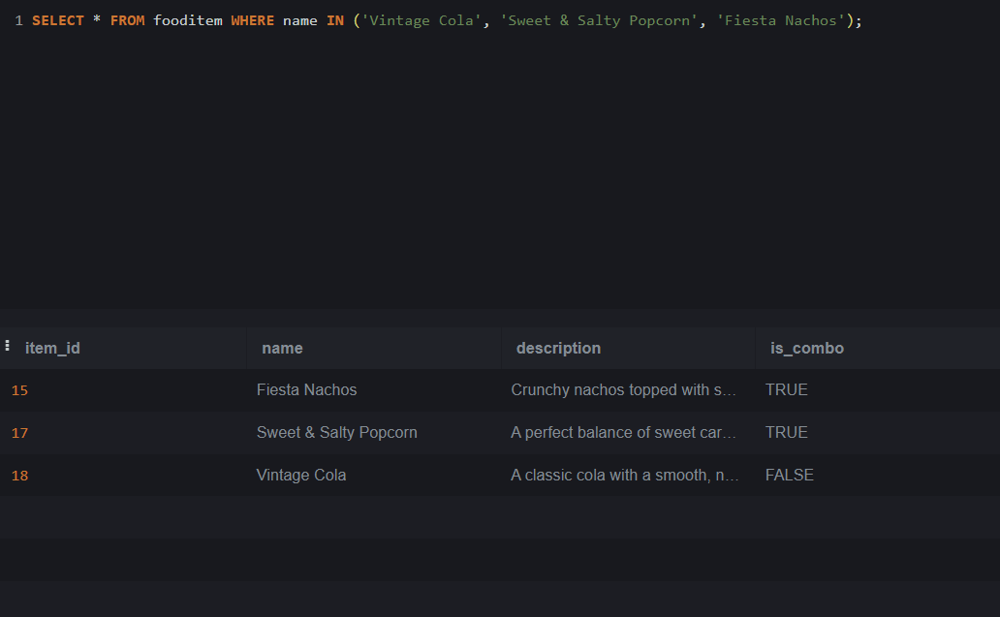 1 SELECT * FROM fooditem WHERE name IN ('Vintage Cola', 'Sweet & Salty Popcorn', 'Fiesta Nachos');
item_id name description is_combo
15 Fiesta Nachos Crunchy nachos topped with s... TRUE
17 Sweet & Salty Popcorn A perfect balance of sweet car... TRUE
18 Vintage Cola A classic cola with a smooth, n... FALSE